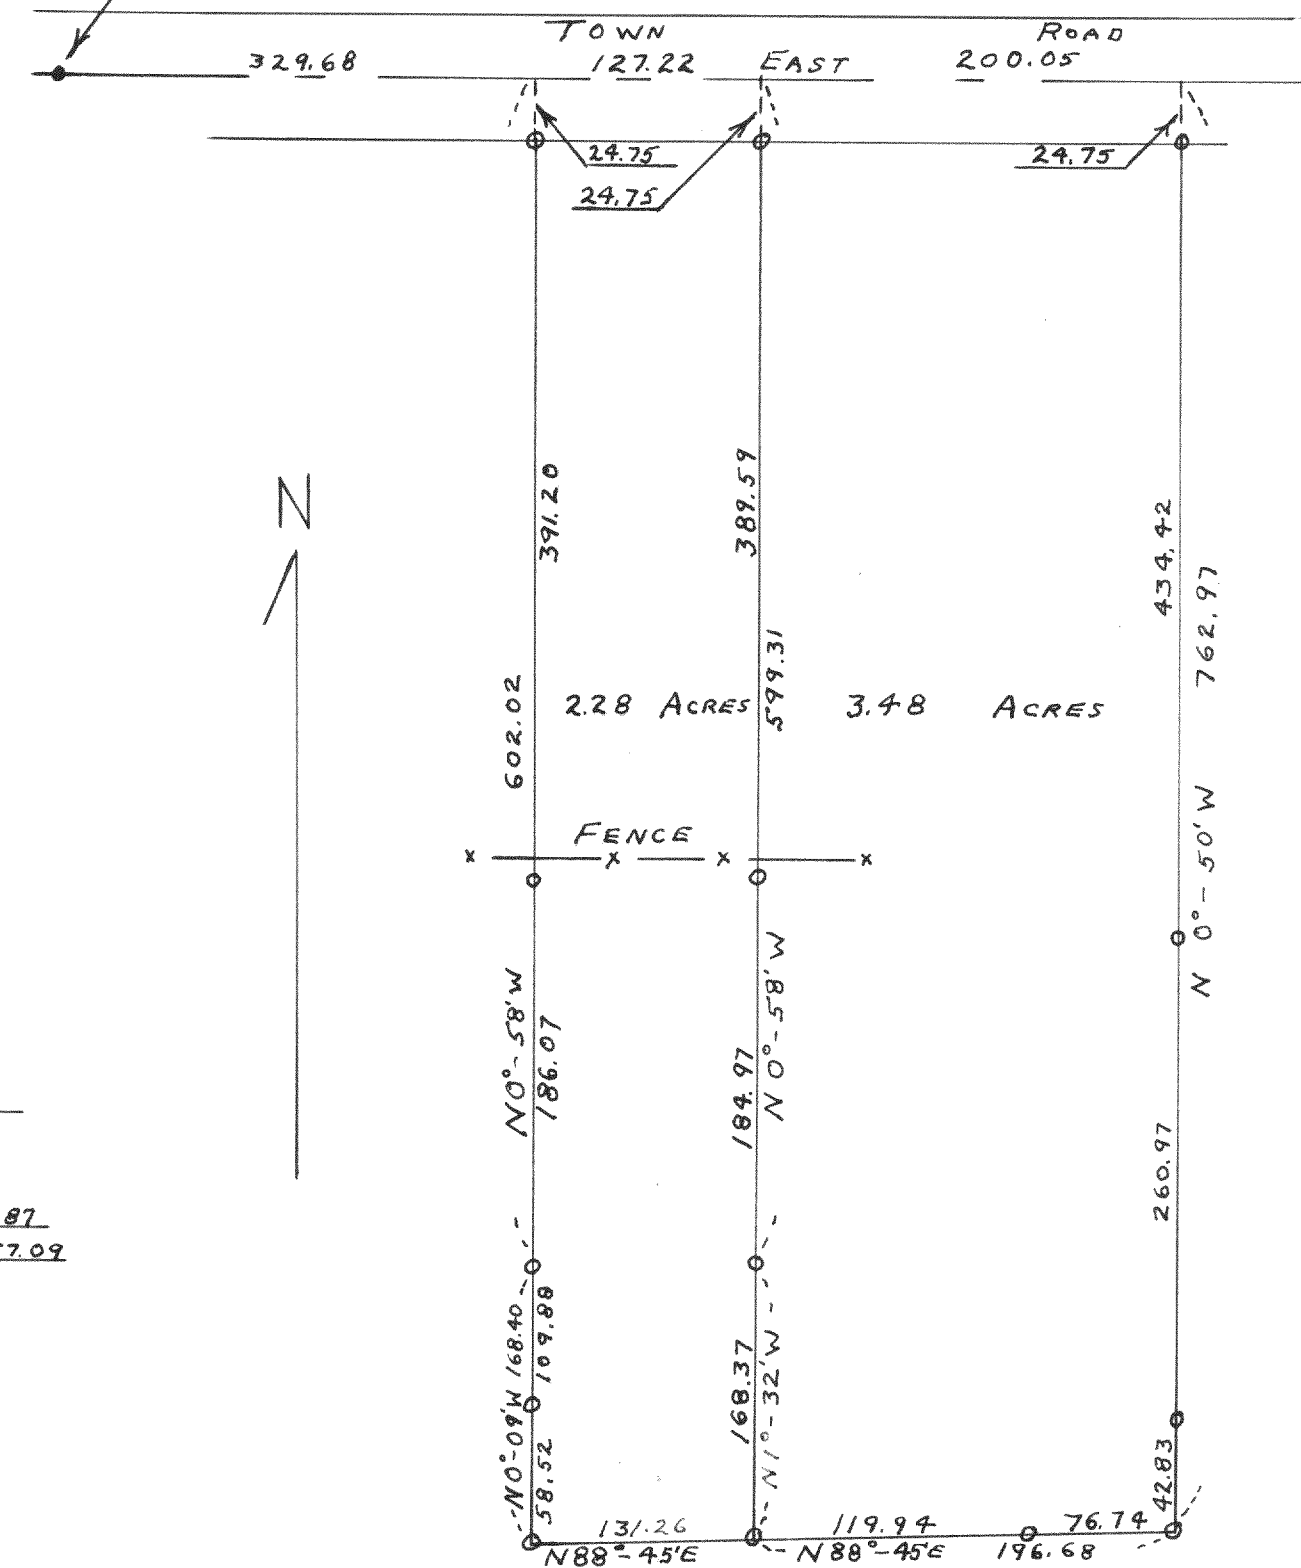 TOWN ROAD
329.68 127.22 EAST 200.05
24.75 24.75
24.75
N
391.20
389.59
434.42
762.97
602.02
599.31
2.28 ACRES 3.48 ACRES
FENCE
x x x x
N 0°-50'W
N0°-58'W
186.07
184.97
N 0°-58'W
260.97
87
7.09
N0°-09'W 168.40
109.88
168.37
N1°-32'W
58.52
42.83
131.26 119.94 76.74
N88°-45'E N88°-45'E 196.68